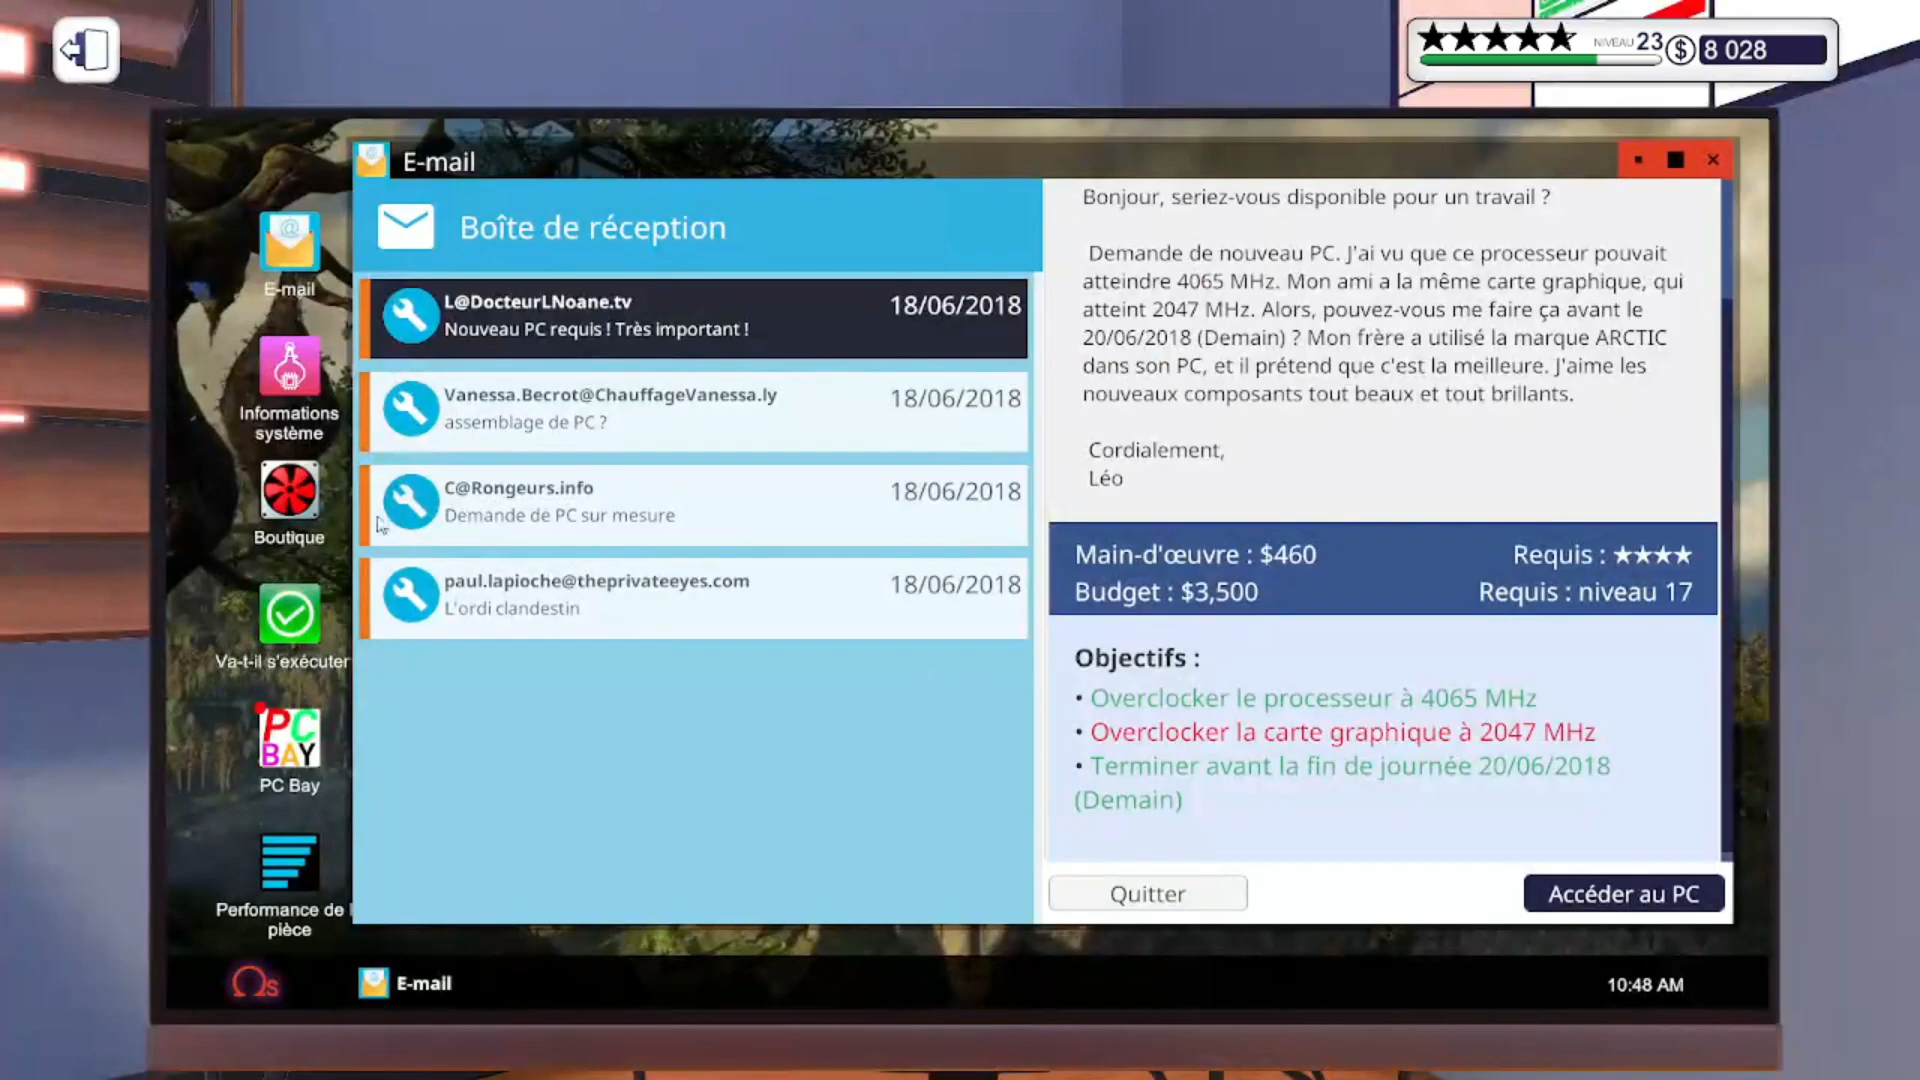 NIVEAU 23 $ 8 028
E-mail
Boîte de réception
L@DocteurLNoane.tv
18/06/2018
Nouveau PC requis ! Très important !
Vanessa.Becrot@ChauffageVanessa.ly
18/06/2018
assemblage de PC ?
C@Rongeurs.info
18/06/2018
Demande de PC sur mesure
paul.lapioche@theprivateeyes.com
18/06/2018
L'ordi clandestin
Bonjour, seriez-vous disponible pour un travail ?
Demande de nouveau PC. J'ai vu que ce processeur pouvait
atteindre 4065 MHz. Mon ami a la même carte graphique, qui
atteint 2047 MHz. Alors, pouvez-vous me faire ça avant le
20/06/2018 (Demain) ? Mon frère a utilisé la marque ARCTIC
dans son PC, et il prétend que c'est la meilleure. J'aime les
nouveaux composants tout beaux et tout brillants.
Cordialement,
Léo
Main-d'œuvre : $460
Requis : ★★★★
Budget : $3,500
Requis : niveau 17
Objectifs :
• Overclocker le processeur à 4065 MHz
• Overclocker la carte graphique à 2047 MHz
• Terminer avant la fin de journée 20/06/2018
(Demain)
Quitter
Accéder au PC
E-mail
Informations
système
Boutique
Va-t-il s'exécuter
PC
BAY
PC Bay
Performance de l
pièce
Ωs
E-mail
10:48 AM